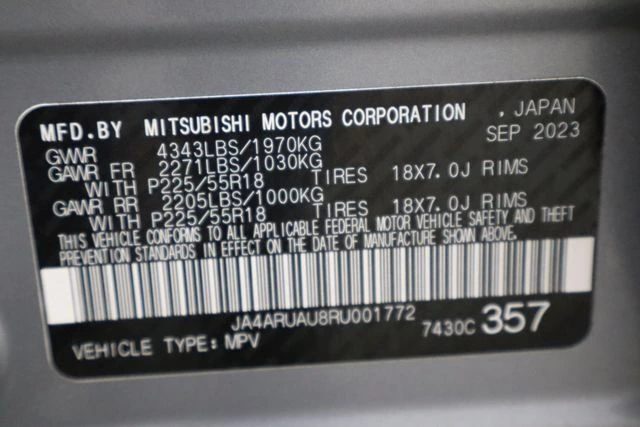 MFD.BY MITSUBISHI MOTORS CORPORATION , JAPAN
SEP 2023
GVWR 4343LBS/1970KG
GAWR FR 2271LBS/1030KG
WITH P225/55R18 TIRES 18X7.0J RIMS
GAWR RR 2205LBS/1000KG
WITH P225/55R18 TIRES 18X7.0J RIMS
THIS VEHICLE CONFORMS TO ALL APPLICABLE FEDERAL MOTOR VEHICLE SAFETY AND THEFT
PREVENTION STANDARDS IN EFFECT ON THE DATE OF MANUFACTURE SHOWN ABOVE.
JA4ARUAU8RU001772
7430C 357
VEHICLE TYPE: MPV